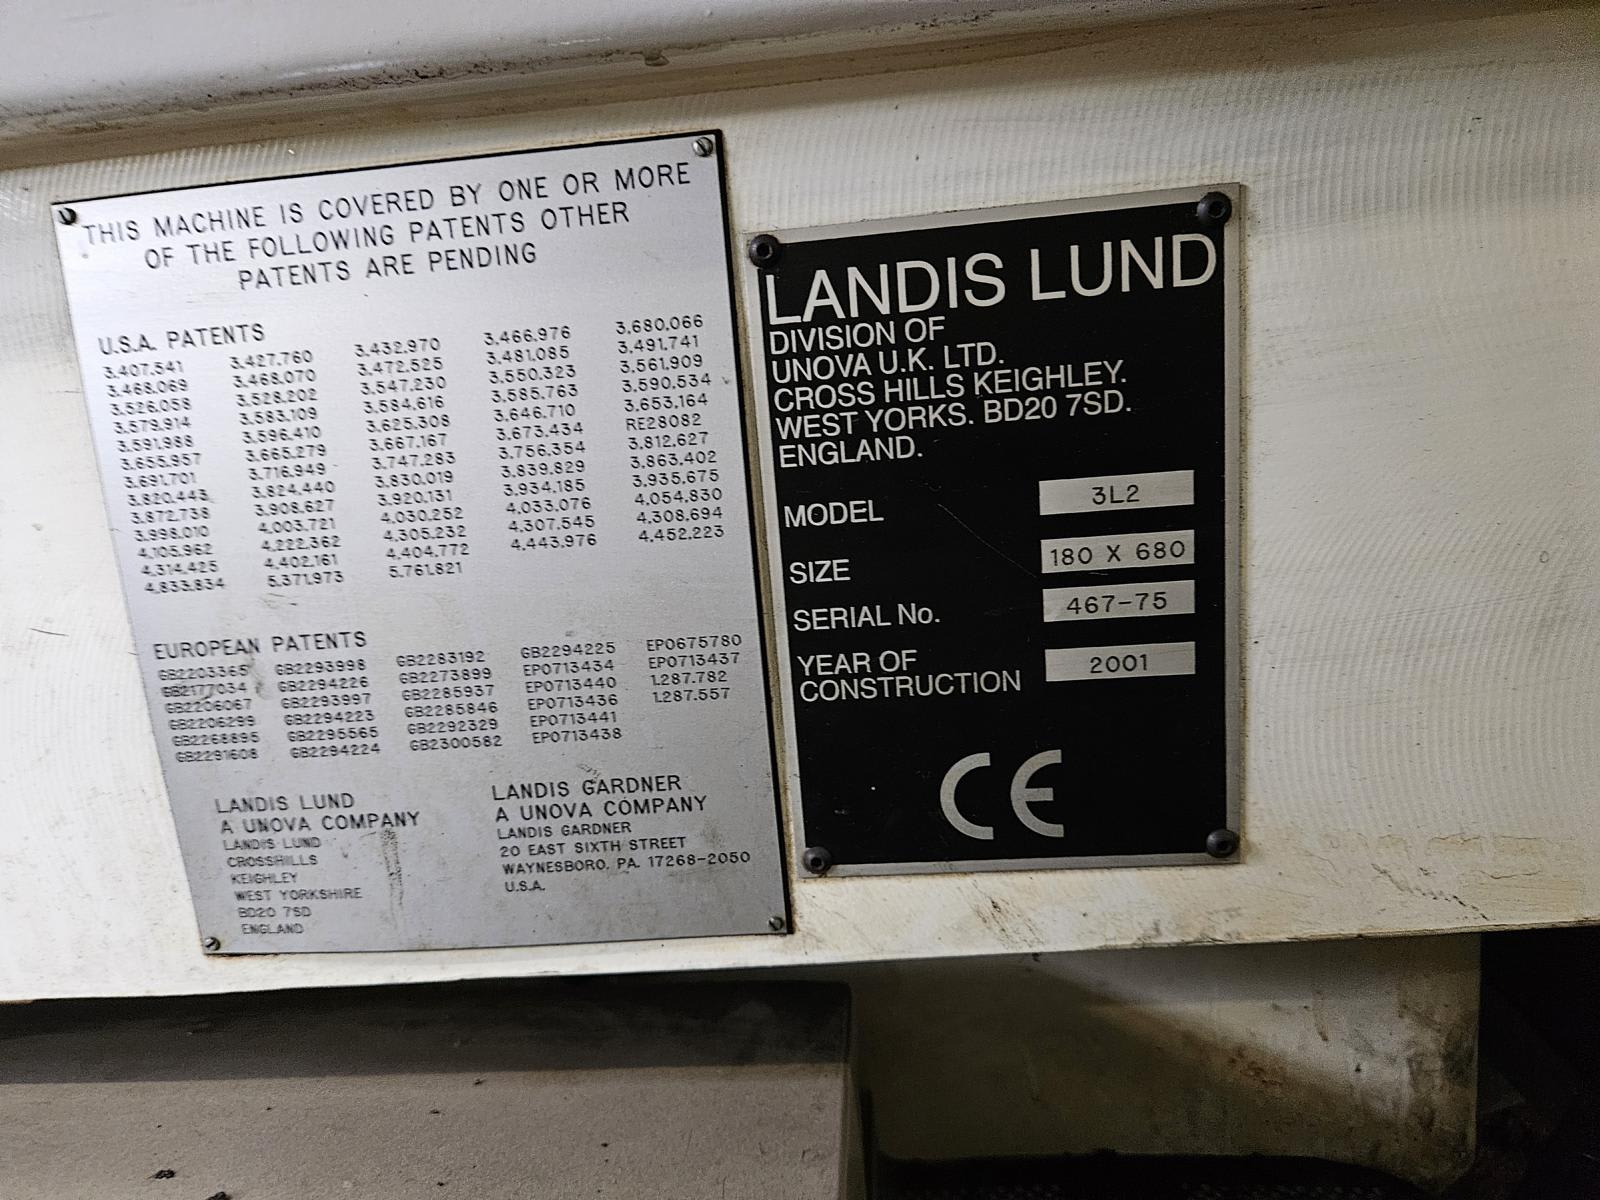 THIS MACHINE IS COVERED BY ONE OR MORE
OF THE FOLLOWING PATENTS OTHER
PATENTS ARE PENDING
U.S.A. PATENTS
3,407,541 3,427,760 3,432,970 3,466,976 3,680,066
3,468,069 3,468,070 3,472,525 3,481,085 3,491,741
3,526,058 3,528,202 3,547,230 3,550,323 3,561,909
3,579,914 3,583,109 3,584,616 3,585,763 3,590,534
3,591,988 3,596,410 3,625,308 3,646,710 3,653,164
3,655,957 3,665,279 3,667,167 3,673,434 RE28082
3,691,701 3,716,949 3,747,283 3,756,354 3,812,627
3,820,443 3,824,440 3,830,019 3,839,829 3,863,402
3,872,738 3,908,627 3,920,131 3,934,185 3,935,675
3,998,010 4,003,721 4,030,252 4,033,076 4,054,830
4,105,962 4,222,362 4,305,232 4,307,545 4,308,694
4,314,425 4,402,161 4,404,772 4,443,976 4,452,223
4,833,834 5,371,973 5,761,821
EUROPEAN PATENTS
GB2203365 GB2293998 GB2283192 GB2294225 EP0675780
GB2177034 GB2294226 GB2273899 EP0713434 EP0713437
GB2206067 GB2293997 GB2285937 EP0713440 1,287,782
GB2206299 GB2294223 GB2285846 EP0713436 1,287,557
GB2268895 GB2295565 GB2292329 EP0713441
GB2291608 GB2294224 GB2300582 EP0713438
LANDIS LUND
A UNOVA COMPANY
LANDIS LUND
CROSSHILLS
KEIGHLEY
WEST YORKSHIRE
BD20 7SD
ENGLAND
LANDIS GARDNER
A UNOVA COMPANY
LANDIS GARDNER
20 EAST SIXTH STREET
WAYNESBORO, PA. 17268-2050
U.S.A.
LANDIS LUND
DIVISION OF
UNOVA U.K. LTD.
CROSS HILLS KEIGHLEY.
WEST YORKS. BD20 7SD.
ENGLAND.
MODEL 3L2
SIZE 180 X 680
SERIAL No. 467-75
YEAR OF
CONSTRUCTION 2001
CE